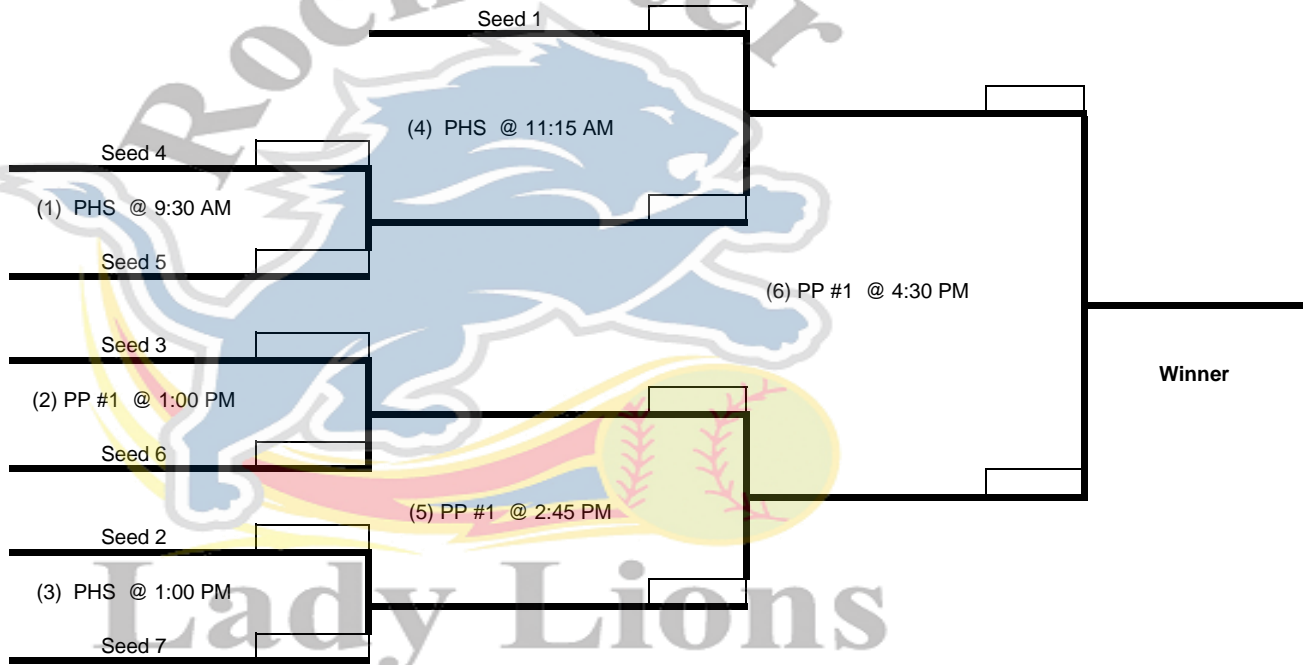 Seed 1
(4) PHS @ 11:15 AM
Seed 4
(1) PHS @ 9:30 AM
Seed 5
(6) PP #1 @ 4:30 PM
Seed 3
Winner
(2) PP #1 @ 1:00 PM
Seed 6
(5) PP #1 @ 2:45 PM
Seed 2
(3) PHS @ 1:00 PM
Lady Lions
Seed 7